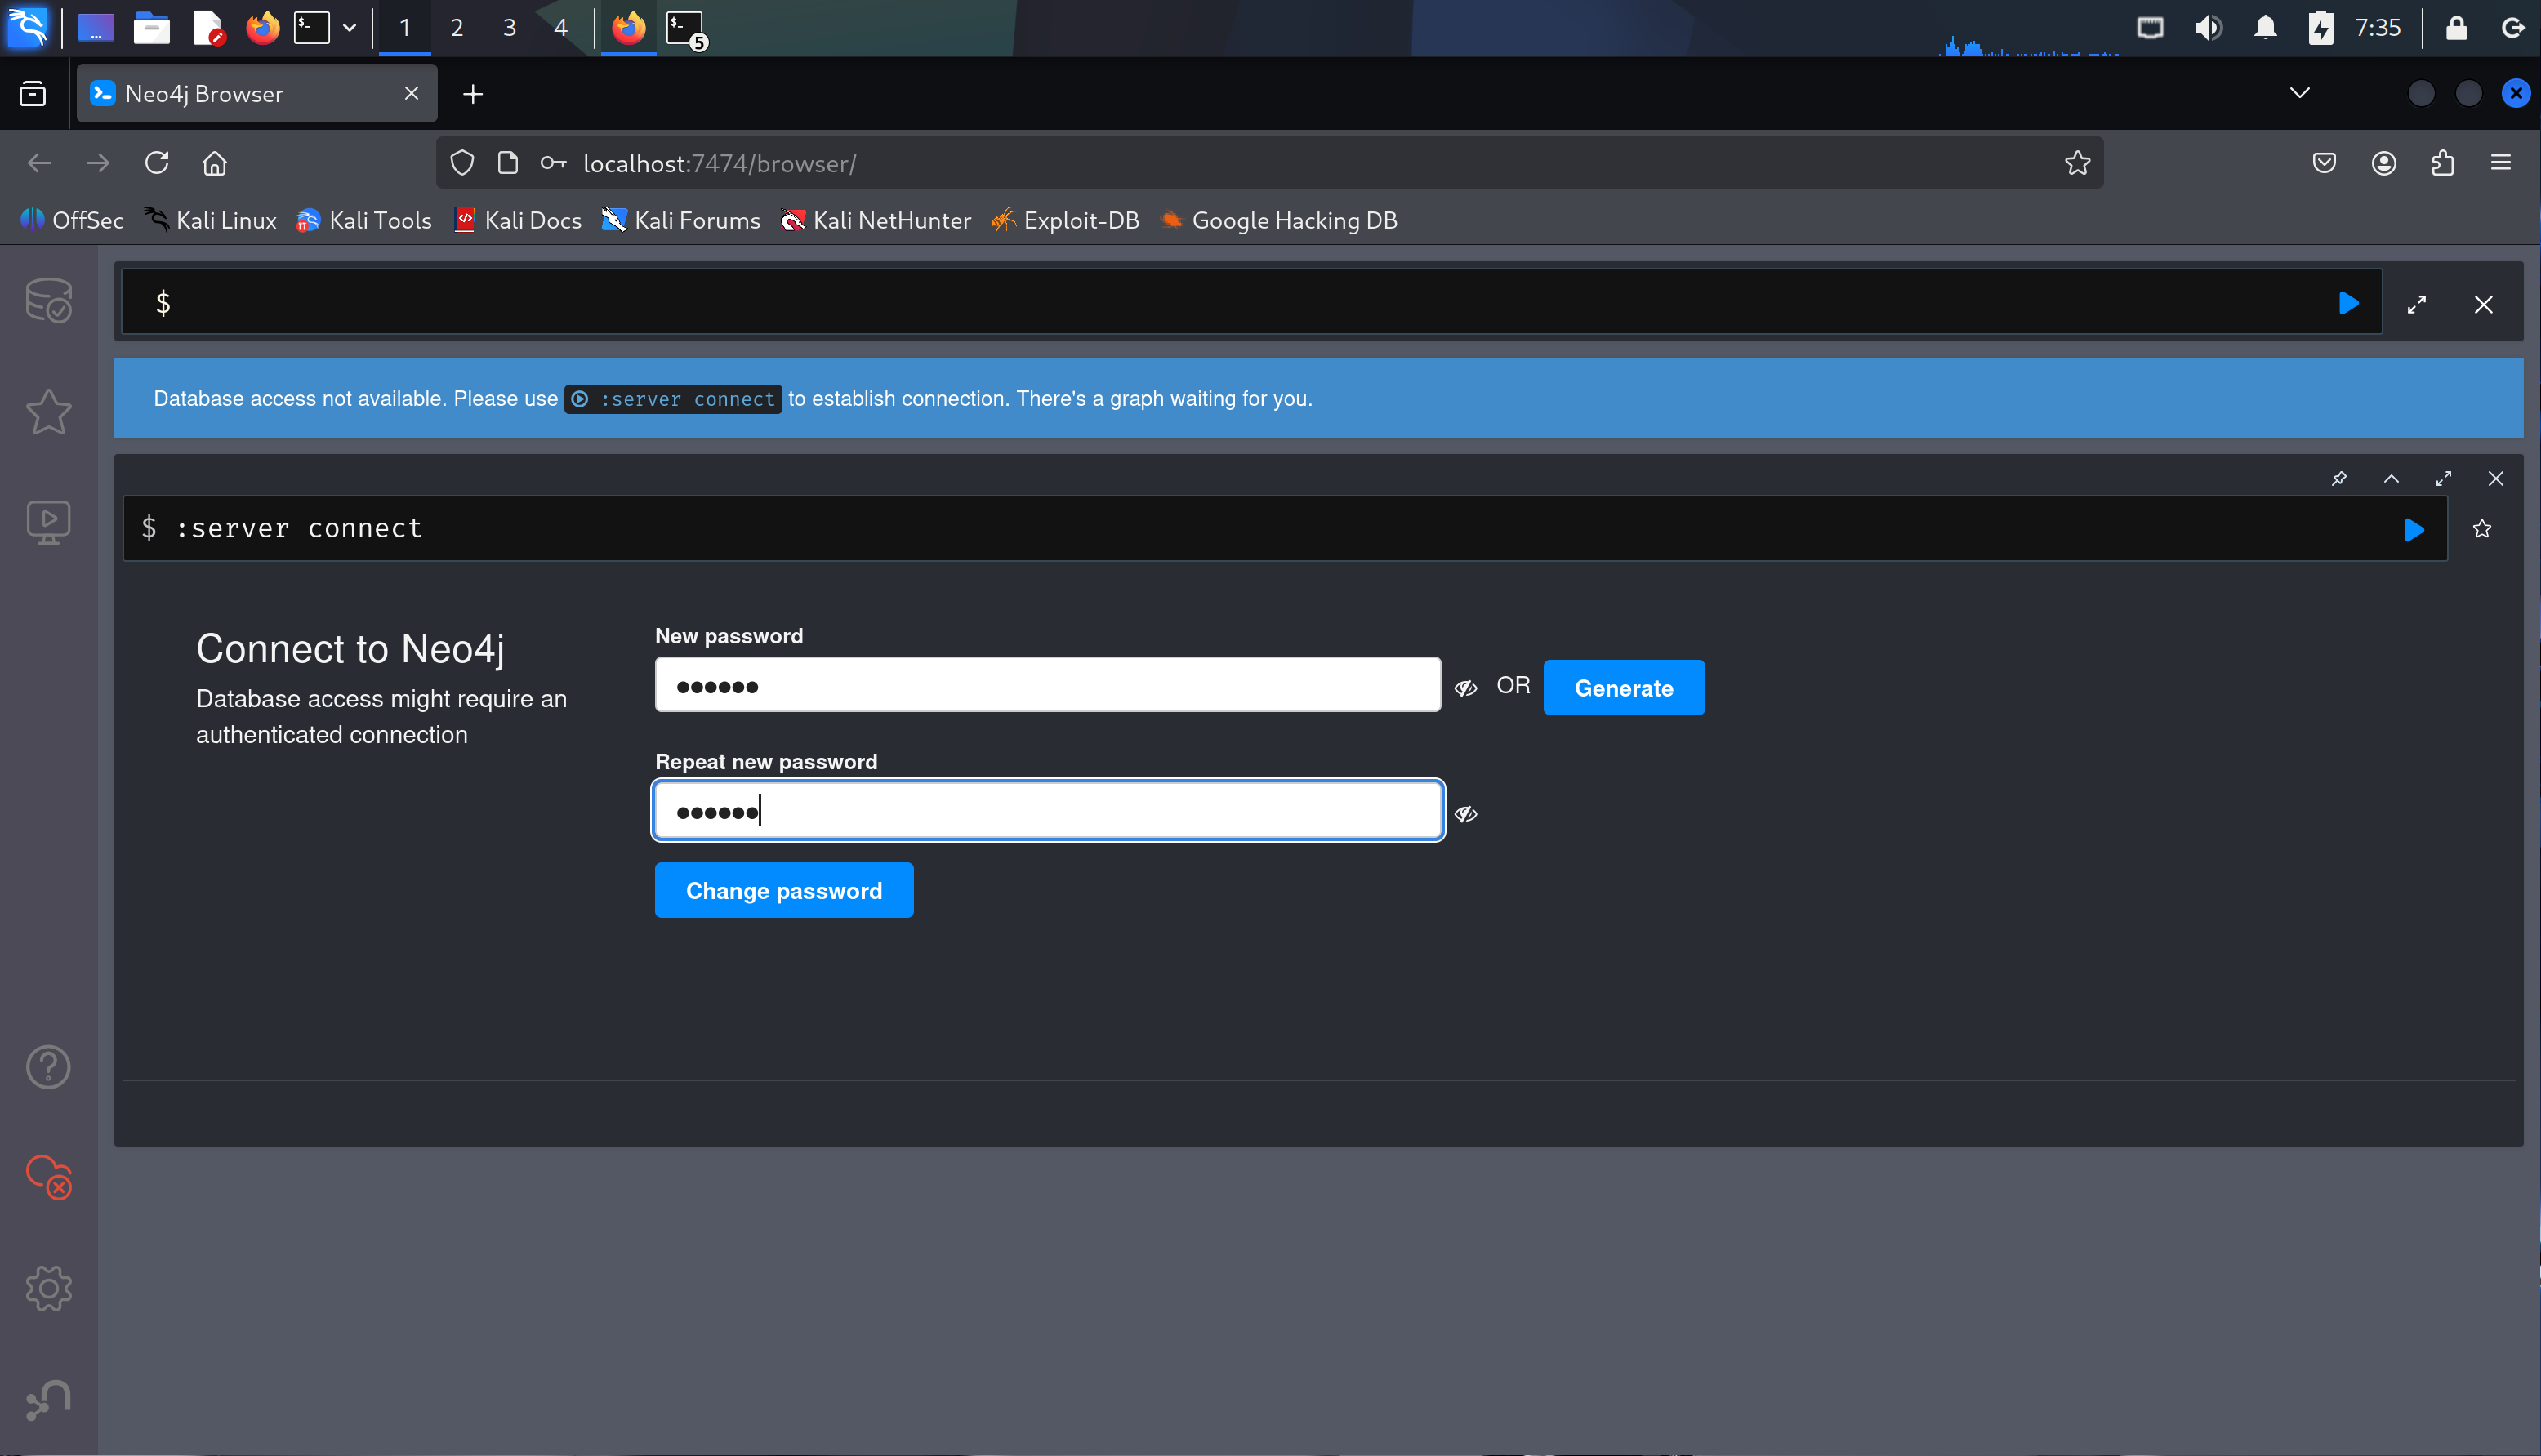 1 2 3 4 5 7:35
Neo4j Browser
localhost:7474/browser/
OffSec Kali Linux Kali Tools Kali Docs Kali Forums Kali NetHunter Exploit-DB Google Hacking DB
$
Database access not available. Please use :server connect to establish connection. There's a graph waiting for you.
$ :server connect
Connect to Neo4j
Database access might require an
authenticated connection
New password
•••••• OR Generate
Repeat new password
••••••
Change password